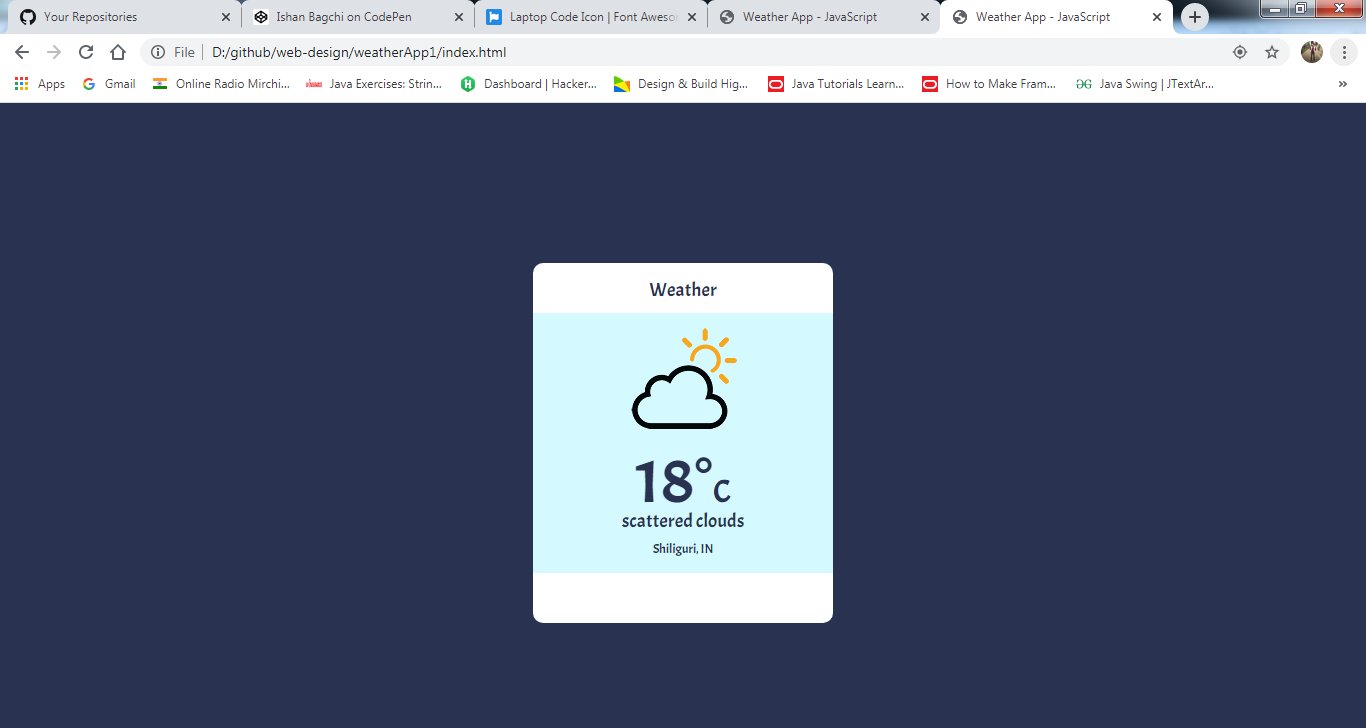 Your Repositories
Ishan Bagchi on CodePen
Laptop Code Icon | Font Aweso
Weather App - JavaScript
Weather App - JavaScript
File D:/github/web-design/weatherApp1/index.html
Apps
Gmail
Online Radio Mirchi...
Java Exercises: Strin...
Dashboard | Hacker...
Design & Build Hig...
Java Tutorials Learn...
How to Make Fram...
Java Swing | JTextAr...
Weather
18°C
scattered clouds
Shiliguri, IN